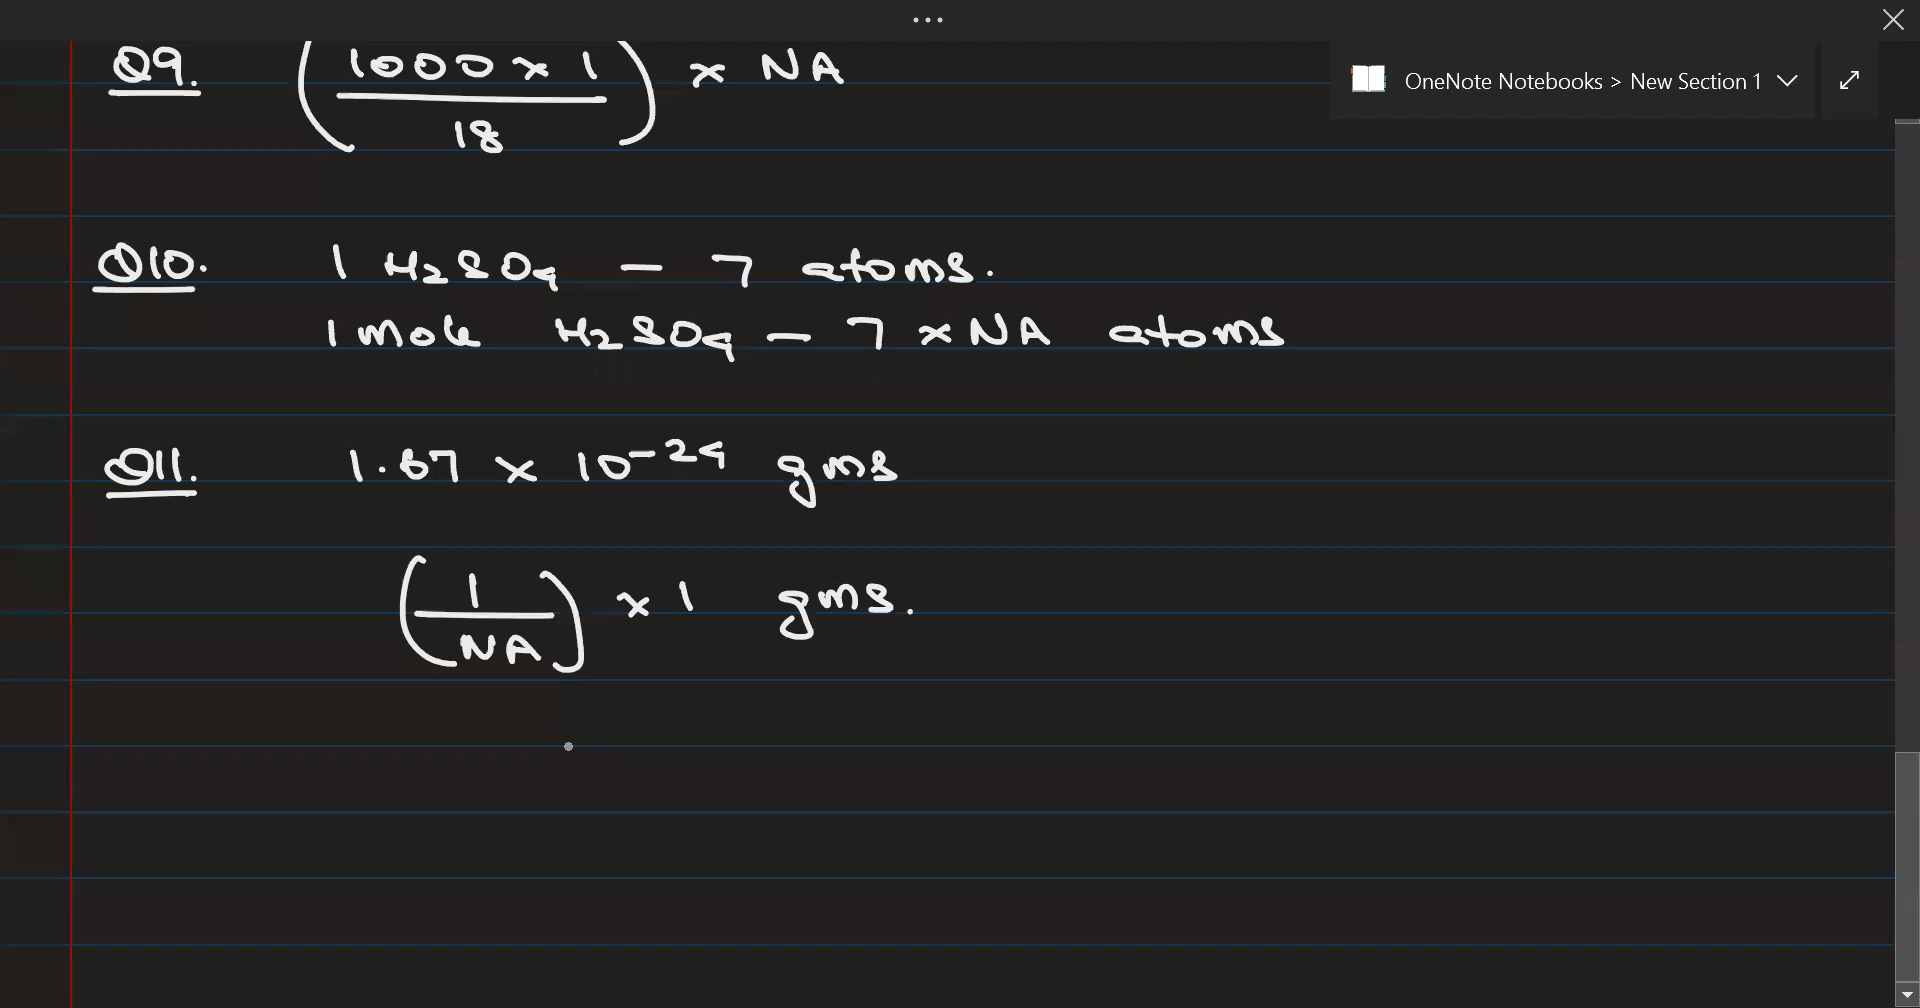 ...
OneNote Notebooks > New Section 1
Q9. (1000 × 1 / 18) × NA
Q10. 1 H₂SO₄ – 7 atoms.
1 mole H₂SO₄ – 7 × NA atoms
Q11. 1.67 × 10⁻²⁴ gms
(1 / NA) × 1 gms.